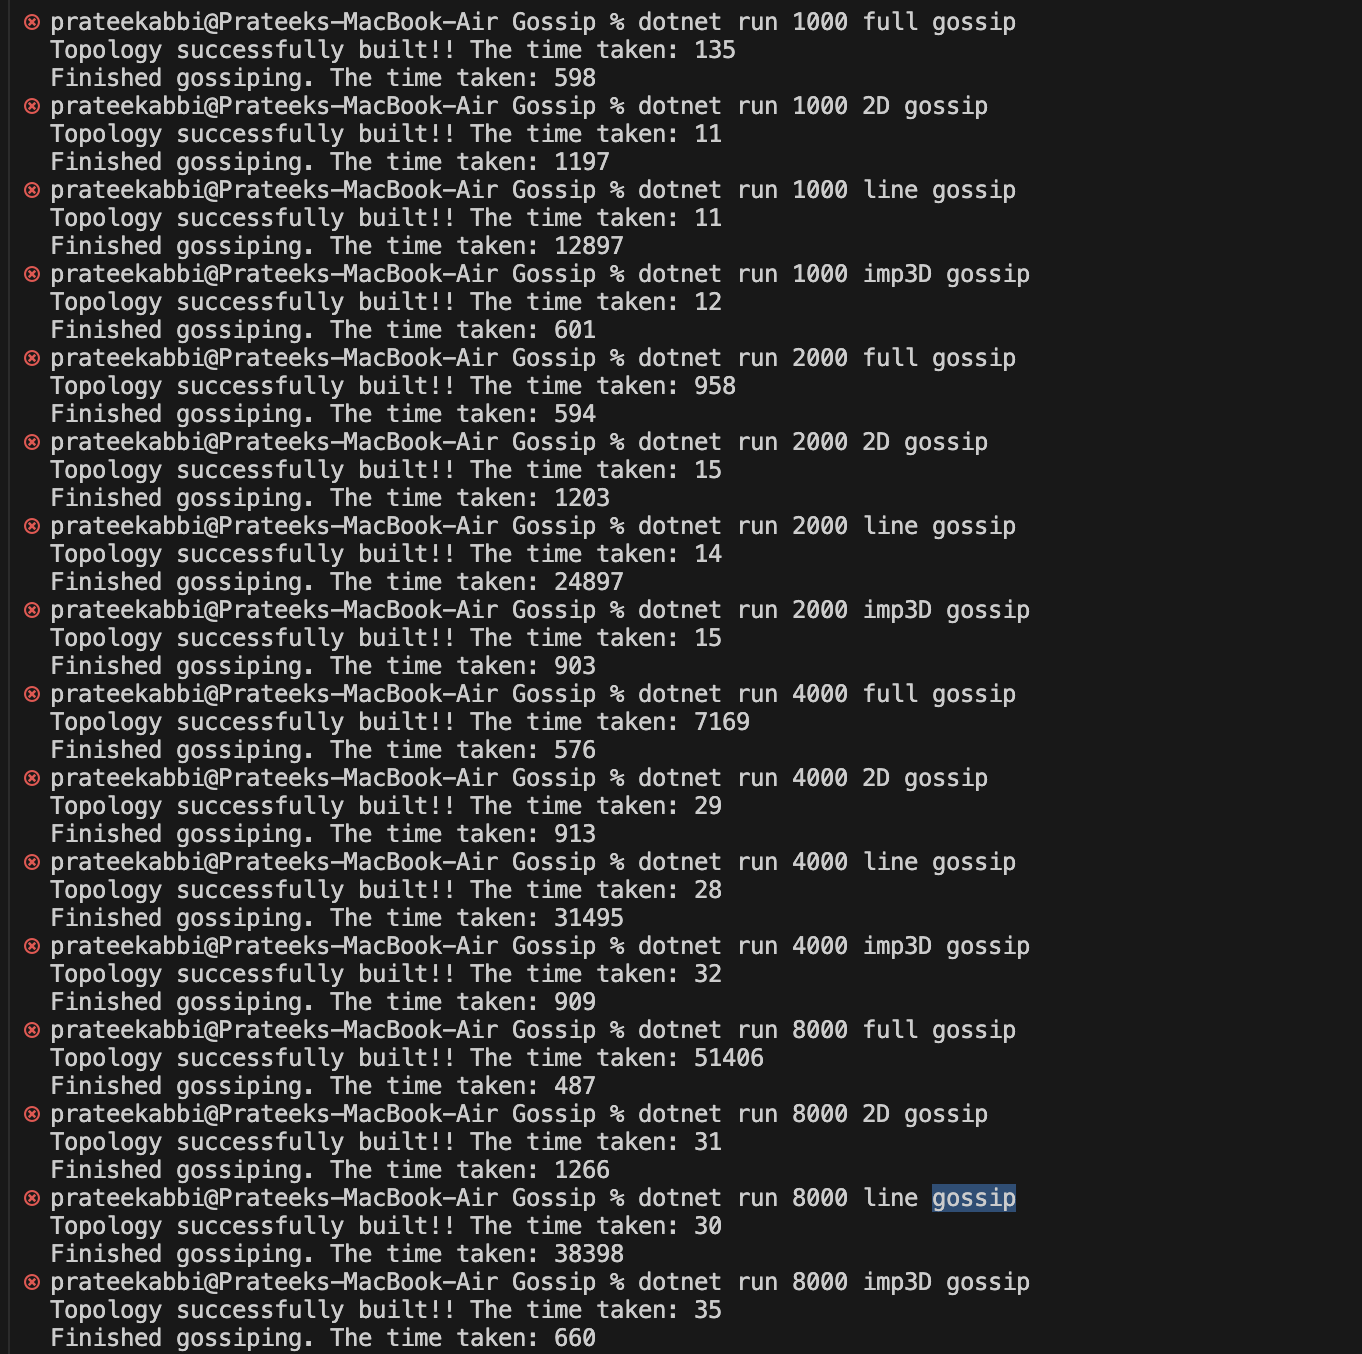 prateekabbi@Prateeks-MacBook-Air Gossip % dotnet run 1000 full gossip
Topology successfully built!! The time taken: 135
Finished gossiping. The time taken: 598
prateekabbi@Prateeks-MacBook-Air Gossip % dotnet run 1000 2D gossip
Topology successfully built!! The time taken: 11
Finished gossiping. The time taken: 1197
prateekabbi@Prateeks-MacBook-Air Gossip % dotnet run 1000 line gossip
Topology successfully built!! The time taken: 11
Finished gossiping. The time taken: 12897
prateekabbi@Prateeks-MacBook-Air Gossip % dotnet run 1000 imp3D gossip
Topology successfully built!! The time taken: 12
Finished gossiping. The time taken: 601
prateekabbi@Prateeks-MacBook-Air Gossip % dotnet run 2000 full gossip
Topology successfully built!! The time taken: 958
Finished gossiping. The time taken: 594
prateekabbi@Prateeks-MacBook-Air Gossip % dotnet run 2000 2D gossip
Topology successfully built!! The time taken: 15
Finished gossiping. The time taken: 1203
prateekabbi@Prateeks-MacBook-Air Gossip % dotnet run 2000 line gossip
Topology successfully built!! The time taken: 14
Finished gossiping. The time taken: 24897
prateekabbi@Prateeks-MacBook-Air Gossip % dotnet run 2000 imp3D gossip
Topology successfully built!! The time taken: 15
Finished gossiping. The time taken: 903
prateekabbi@Prateeks-MacBook-Air Gossip % dotnet run 4000 full gossip
Topology successfully built!! The time taken: 7169
Finished gossiping. The time taken: 576
prateekabbi@Prateeks-MacBook-Air Gossip % dotnet run 4000 2D gossip
Topology successfully built!! The time taken: 29
Finished gossiping. The time taken: 913
prateekabbi@Prateeks-MacBook-Air Gossip % dotnet run 4000 line gossip
Topology successfully built!! The time taken: 28
Finished gossiping. The time taken: 31495
prateekabbi@Prateeks-MacBook-Air Gossip % dotnet run 4000 imp3D gossip
Topology successfully built!! The time taken: 32
Finished gossiping. The time taken: 909
prateekabbi@Prateeks-MacBook-Air Gossip % dotnet run 8000 full gossip
Topology successfully built!! The time taken: 51406
Finished gossiping. The time taken: 487
prateekabbi@Prateeks-MacBook-Air Gossip % dotnet run 8000 2D gossip
Topology successfully built!! The time taken: 31
Finished gossiping. The time taken: 1266
prateekabbi@Prateeks-MacBook-Air Gossip % dotnet run 8000 line gossip
Topology successfully built!! The time taken: 30
Finished gossiping. The time taken: 38398
prateekabbi@Prateeks-MacBook-Air Gossip % dotnet run 8000 imp3D gossip
Topology successfully built!! The time taken: 35
Finished gossiping. The time taken: 660